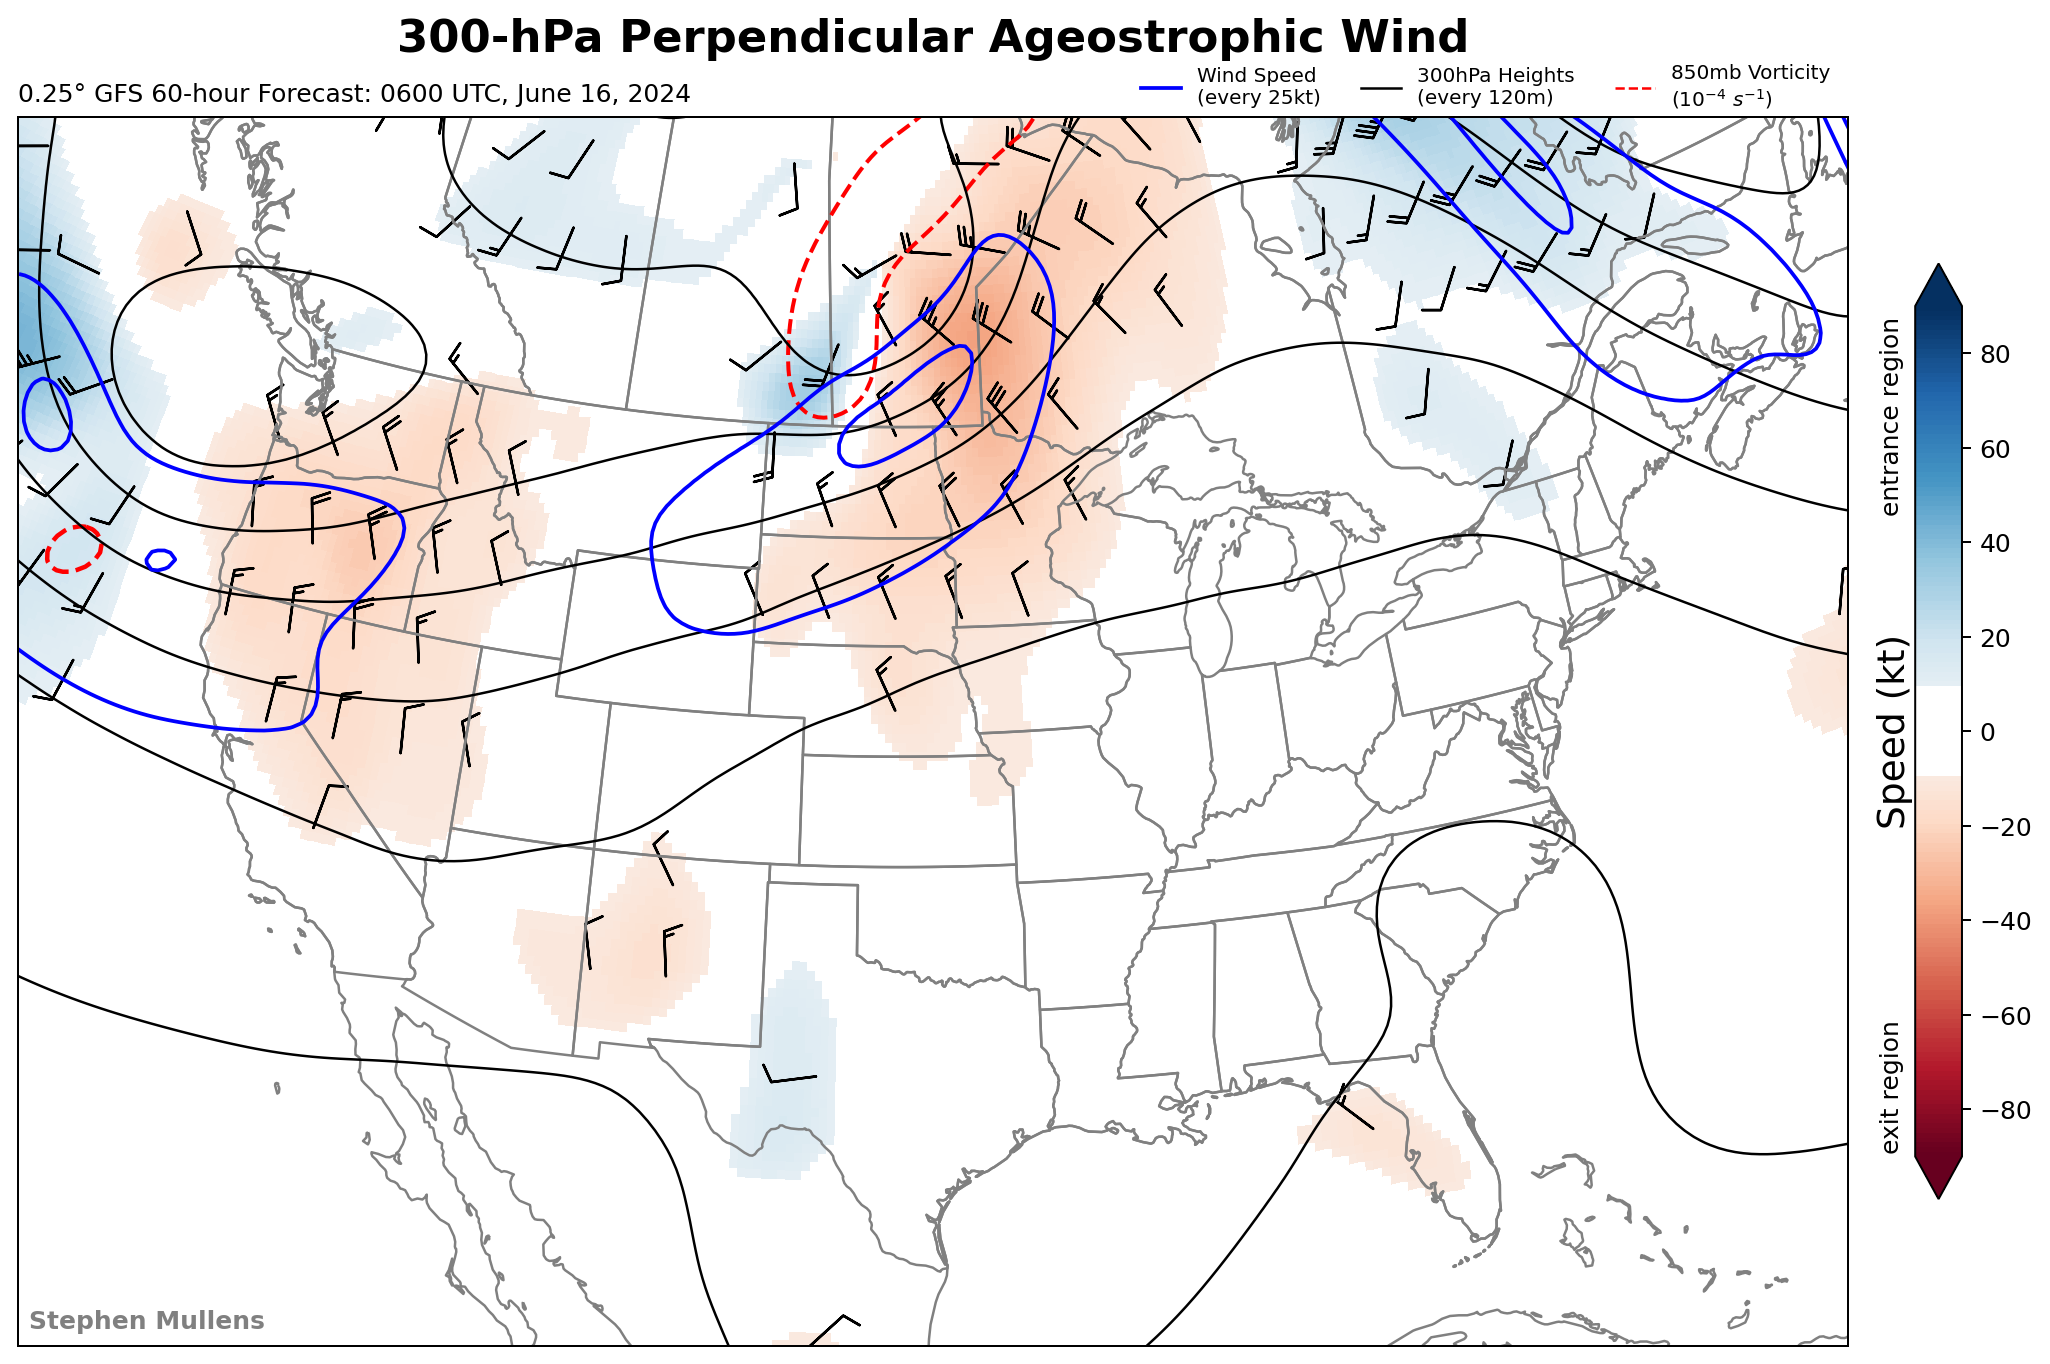 300-hPa Perpendicular Ageostrophic Wind
0.25° GFS 60-hour Forecast: 0600 UTC, June 16, 2024
Wind Speed
(every 25kt)
300hPa Heights
(every 120m)
850mb Vorticity
(10⁻⁴ s⁻¹)
entrance region
Speed (kt)
exit region
80
60
40
20
0
−20
−40
−60
−80
Stephen Mullens